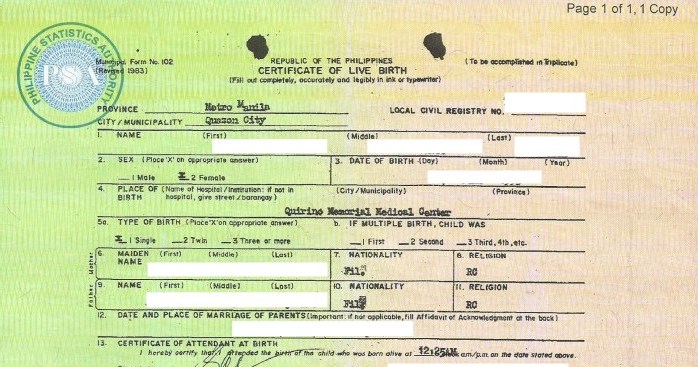 Page 1 of 1, 1 Copy
PHILIPPINE STATISTICS AUTHORITY
PSA
Municipal Form No. 102
(Revised 1983)
REPUBLIC OF THE PHILIPPINES
CERTIFICATE OF LIVE BIRTH
(Fill out completely, accurately and legibly in ink or typewriter)
(To be accomplished in triplicate)
PROVINCE Metro Manila
LOCAL CIVIL REGISTRY NO.
CITY / MUNICIPALITY Quezon City
1. NAME (First) (Middle) (Last)
2. SEX (Place 'X' on appropriate answer) 3. DATE OF BIRTH (Day) (Month) (Year)
1 Male X 2 Female
4. PLACE OF BIRTH (Name of Hospital / Institution: if not in hospital, give street / barangay) (City/Municipality) (Province)
Quirino Memorial Medical Center
5a. TYPE OF BIRTH (Place 'X' on appropriate answer) b. IF MULTIPLE BIRTH, CHILD WAS
X 1 Single 2 Twin 3 Three or more 1 First 2 Second 3 Third, 4th, etc.
Mother 6. MAIDEN NAME (First) (Middle) (Last) 7. NATIONALITY 8. RELIGION
Fil. RC
Father 9. NAME (First) (Middle) (Last) 10. NATIONALITY 11. RELIGION
Fil. RC
12. DATE AND PLACE OF MARRIAGE OF PARENTS (Important: if not applicable, fill Affidavit of Acknowledgment at the back)
13. CERTIFICATE OF ATTENDANT AT BIRTH
I hereby certify that I attended the birth of the child who was born alive at 12:25AM o'clock am/p.m. on the date stated above.